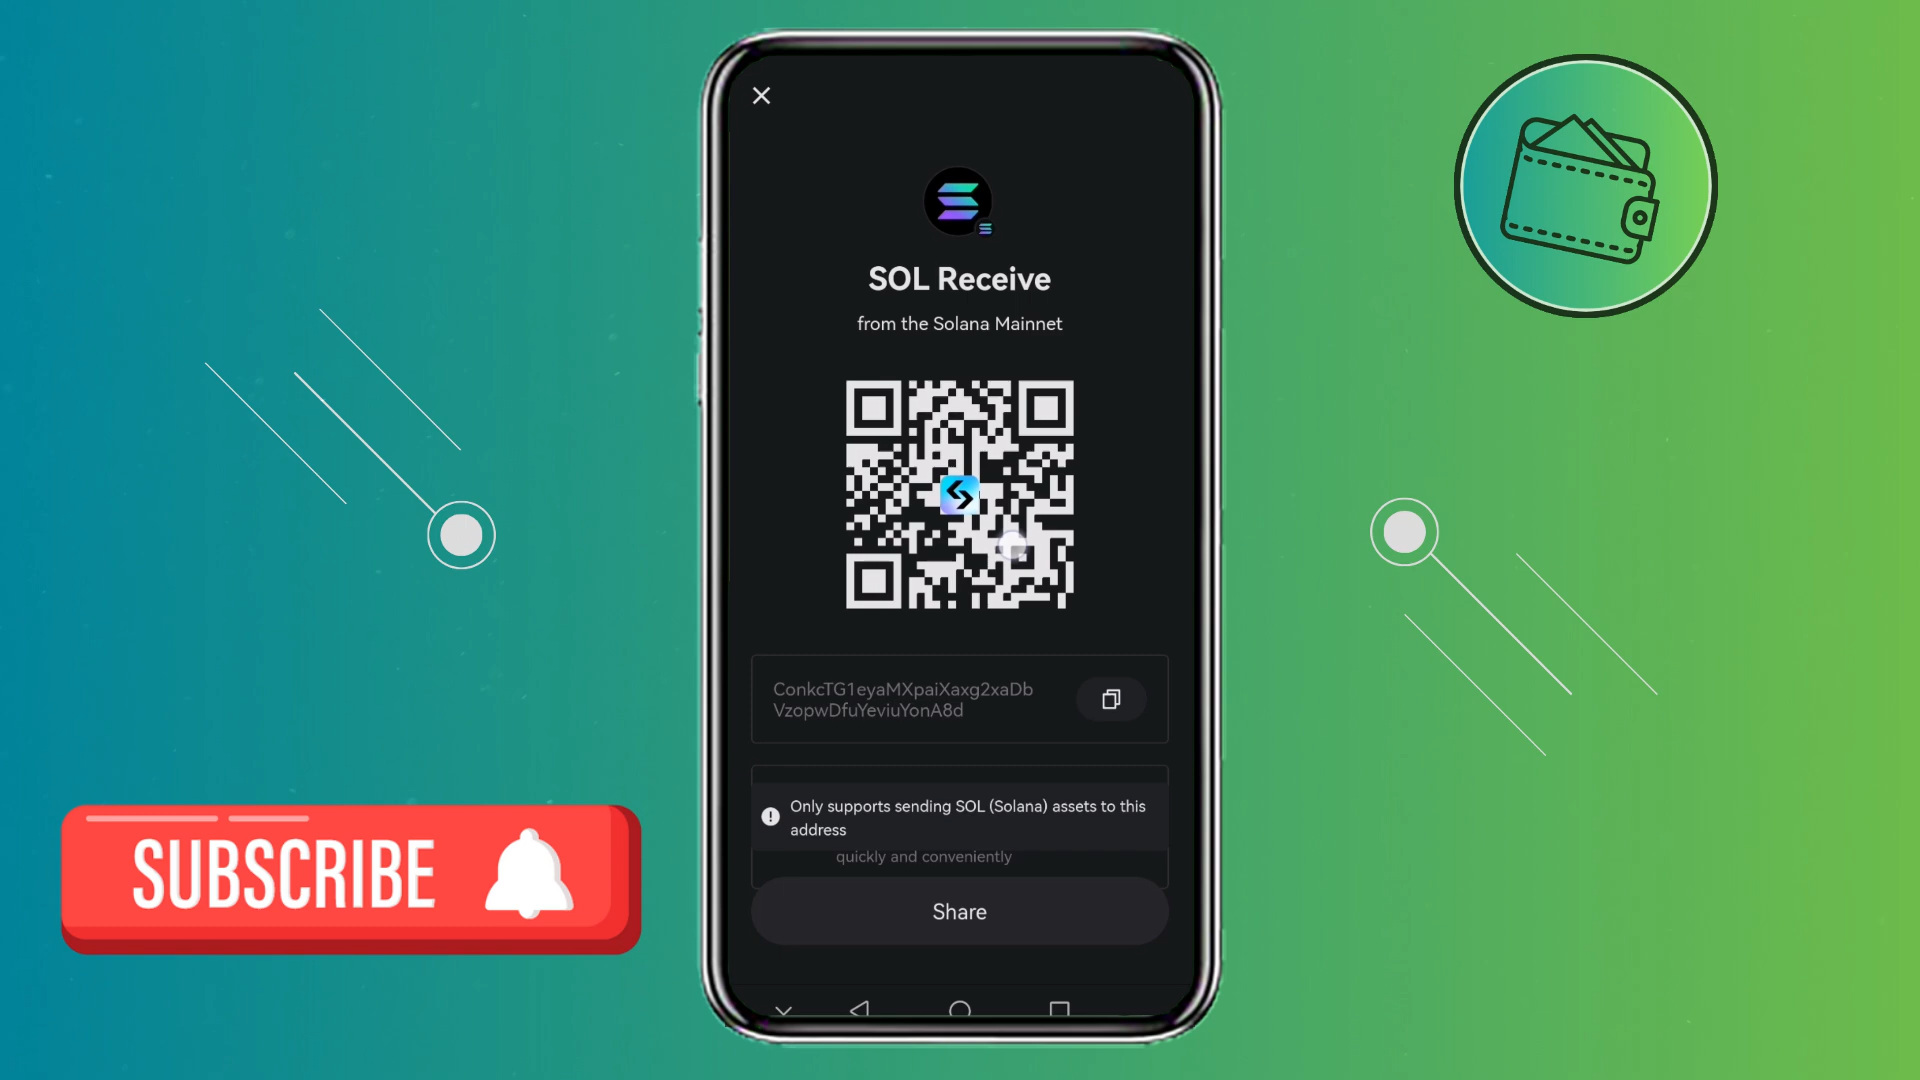 SOL Receive
from the Solana Mainnet
ConkcTG1eyaMXpaiXaxg2xaDb
VzopwDfuYeviuYonA8d
Only supports sending SOL (Solana) assets to this
address
quickly and conveniently
Share
SUBSCRIBE